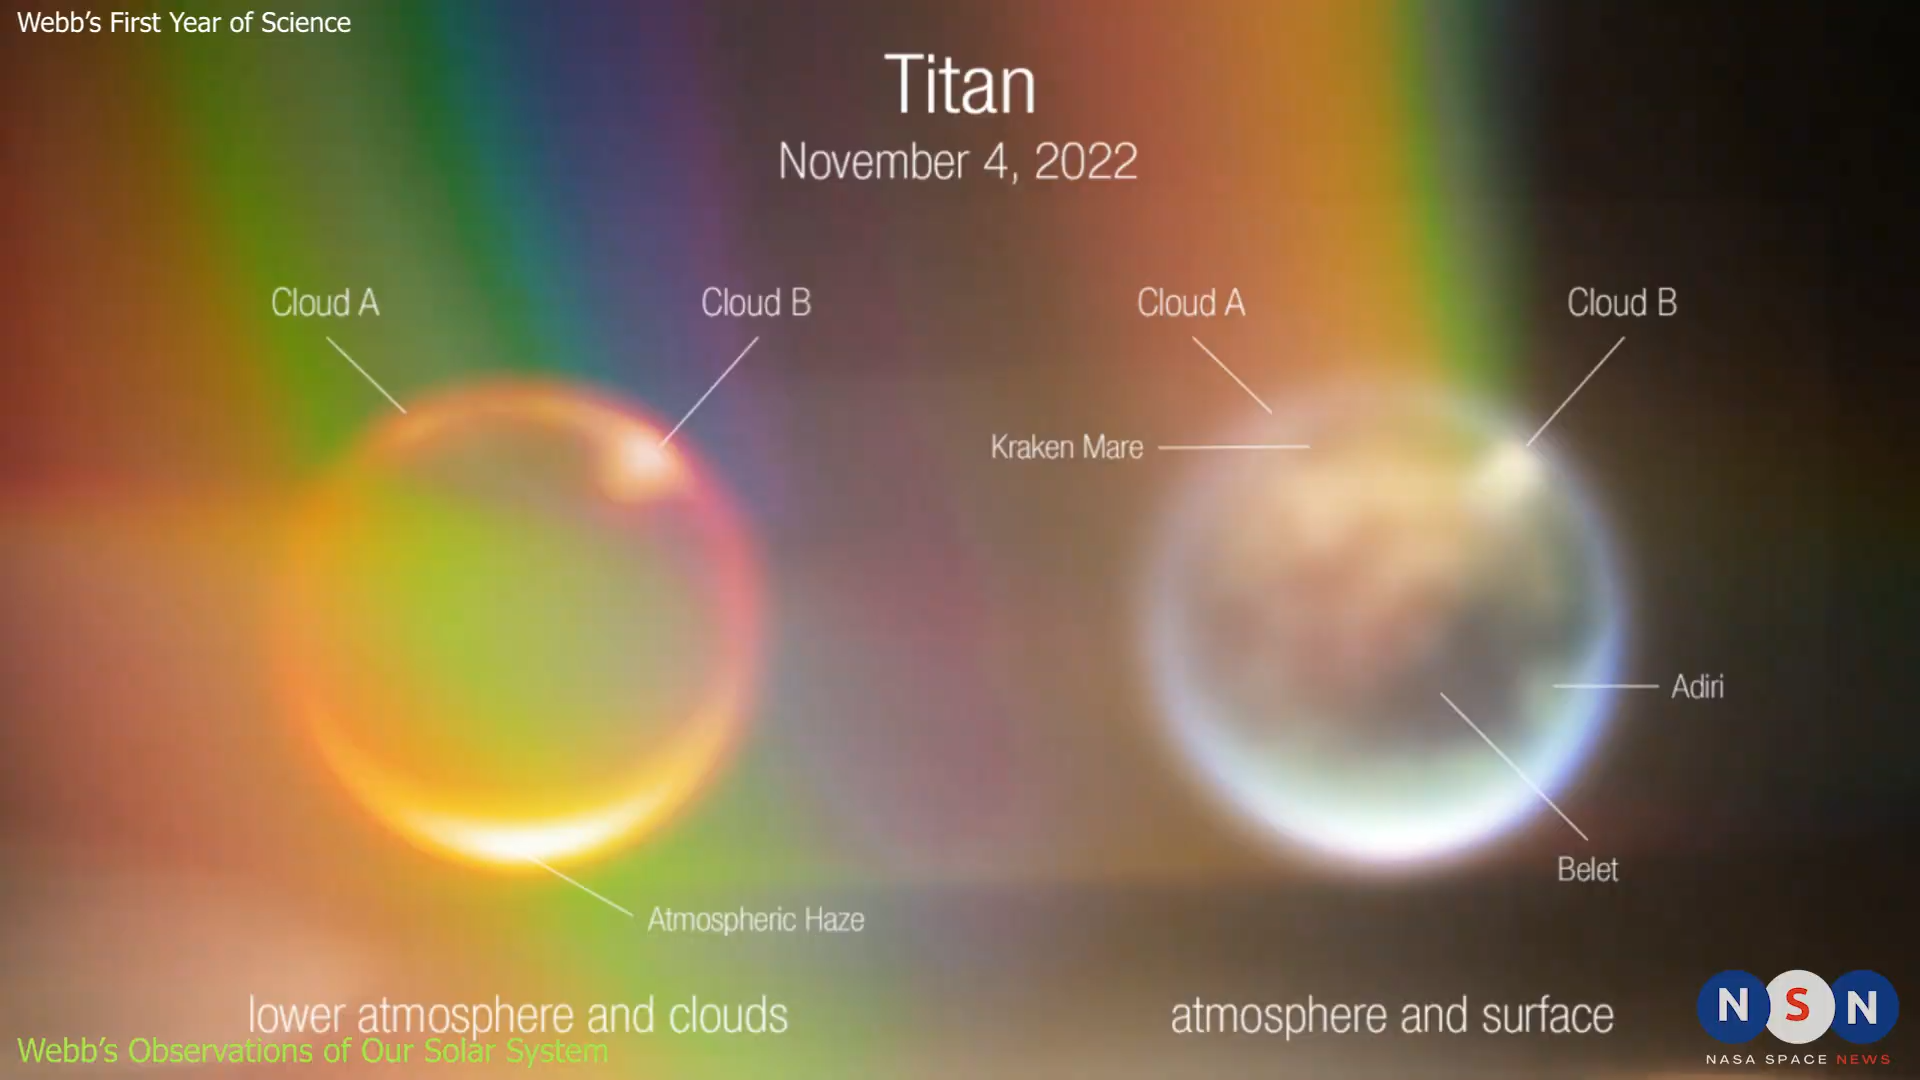 Webb’s First Year of Science
Titan
November 4, 2022
Cloud A
Cloud B
Cloud A
Cloud B
Kraken Mare
Adiri
Belet
Atmospheric Haze
lower atmosphere and clouds
atmosphere and surface
Webb’s Observations of Our Solar System
N S N
NASA SPACE NEWS